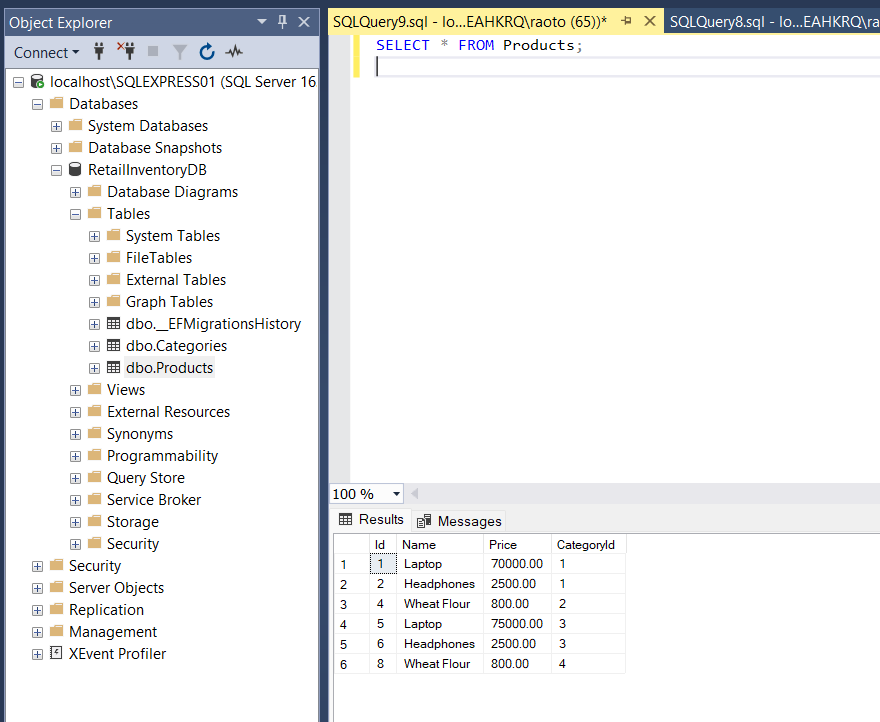 Object Explorer
Connect
localhost\SQLEXPRESS01 (SQL Server 16
Databases
System Databases
Database Snapshots
RetailInventoryDB
Database Diagrams
Tables
System Tables
FileTables
External Tables
Graph Tables
dbo.__EFMigrationsHistory
dbo.Categories
dbo.Products
Views
External Resources
Synonyms
Programmability
Query Store
Service Broker
Storage
Security
Security
Server Objects
Replication
Management
XEvent Profiler
SQLQuery9.sql - lo...EAHKRQ\raoto (65))* SQLQuery8.sql - lo...EAHKRQ\ra
SELECT * FROM Products;
100 %
Results Messages
Id Name Price CategoryId
1 1 Laptop 70000.00 1
2 2 Headphones 2500.00 1
3 4 Wheat Flour 800.00 2
4 5 Laptop 75000.00 3
5 6 Headphones 2500.00 3
6 8 Wheat Flour 800.00 4